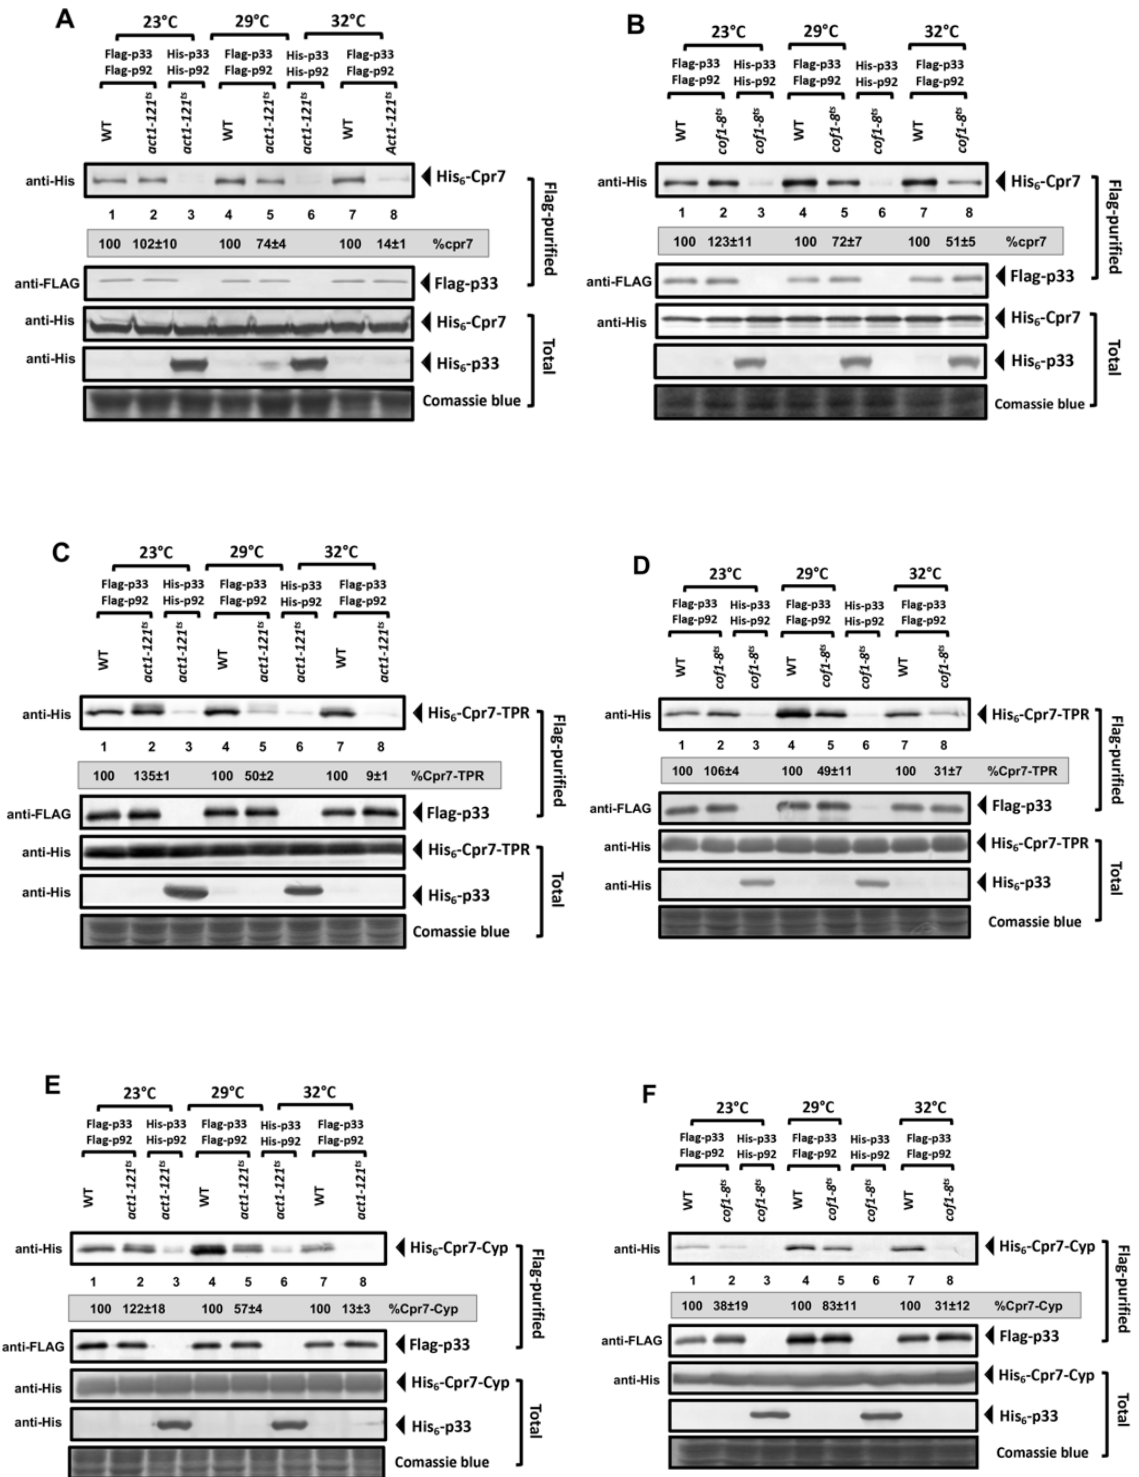 A
23°C 29°C 32°C
Flag-p33 His-p33 Flag-p33 His-p33 Flag-p33
Flag-p92 His-p92 Flag-p92 His-p92 Flag-p92
WT act1-121ts act1-121ts WT act1-121ts act1-121ts WT Act1-121ts
anti-His His6-Cpr7
1 2 3 4 5 6 7 8
100 102±10 100 74±4 100 14±1 %cpr7
anti-FLAG Flag-p33
Flag-purified
anti-His His6-Cpr7
anti-His His6-p33
Comassie blue
Total
B
23°C 29°C 32°C
Flag-p33 His-p33 Flag-p33 His-p33 Flag-p33
Flag-p92 His-p92 Flag-p92 His-p92 Flag-p92
WT cof1-8ts cof1-8ts WT cof1-8ts cof1-8ts WT cof1-8ts
anti-His His6-Cpr7
1 2 3 4 5 6 7 8
100 123±11 100 72±7 100 51±5 %cpr7
anti-FLAG Flag-p33
Flag-purified
anti-His His6-Cpr7
His6-p33
Comassie blue
Total
C
23°C 29°C 32°C
Flag-p33 His-p33 Flag-p33 His-p33 Flag-p33
Flag-p92 His-p92 Flag-p92 His-p92 Flag-p92
WT act1-121ts act1-121ts WT act1-121ts act1-121ts WT act1-121ts
anti-His His6-Cpr7-TPR
1 2 3 4 5 6 7 8
100 135±1 100 50±2 100 9±1 %Cpr7-TPR
anti-FLAG Flag-p33
Flag-purified
anti-His His6-Cpr7-TPR
anti-His His6-p33
Comassie blue
Total
D
23°C 29°C 32°C
Flag-p33 His-p33 Flag-p33 His-p33 Flag-p33
Flag-p92 His-p92 Flag-p92 His-p92 Flag-p92
WT cof1-8ts cof1-8ts WT cof1-8ts cof1-8ts WT cof1-8ts
anti-His His6-Cpr7-TPR
1 2 3 4 5 6 7 8
100 106±4 100 49±11 100 31±7 %Cpr7-TPR
anti-FLAG Flag-p33
Flag-purified
anti-His His6-Cpr7-TPR
anti-His His6-p33
Comassie blue
Total
E
23°C 29°C 32°C
Flag-p33 His-p33 Flag-p33 His-p33 Flag-p33
Flag-p92 His-p92 Flag-p92 His-p92 Flag-p92
WT act1-121ts act1-121ts WT act1-121ts act1-121ts WT act1-121ts
anti-His His6-Cpr7-Cyp
1 2 3 4 5 6 7 8
100 122±18 100 57±4 100 13±3 %Cpr7-Cyp
anti-FLAG Flag-p33
Flag-purified
anti-His His6-Cpr7-Cyp
anti-His His6-p33
Comassie blue
Total
F
23°C 29°C 32°C
Flag-p33 His-p33 Flag-p33 His-p33 Flag-p33
Flag-p92 His-p92 Flag-p92 His-p92 Flag-p92
WT cof1-8ts cof1-8ts WT cof1-8ts cof1-8ts WT cof1-8ts
anti-His His6-Cpr7-Cyp
1 2 3 4 5 6 7 8
100 38±19 100 83±11 100 31±12 %Cpr7-Cyp
anti-FLAG Flag-p33
Flag-purified
anti-His His6-Cpr7-Cyp
His6-p33
Comassie blue
Total